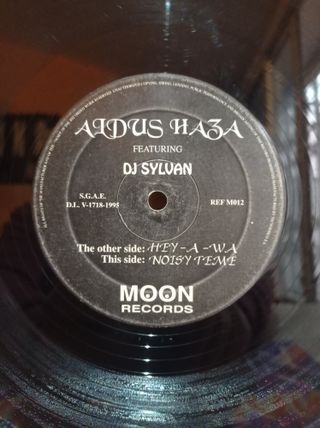 AIDUS HAZA
FEATURING
DJ SYLVAN
S.G.A.E.
D.L. V-1718-1995
REF M012
The other side: HEY-A-WA
This side: NOISY TEME
MOON
RECORDS